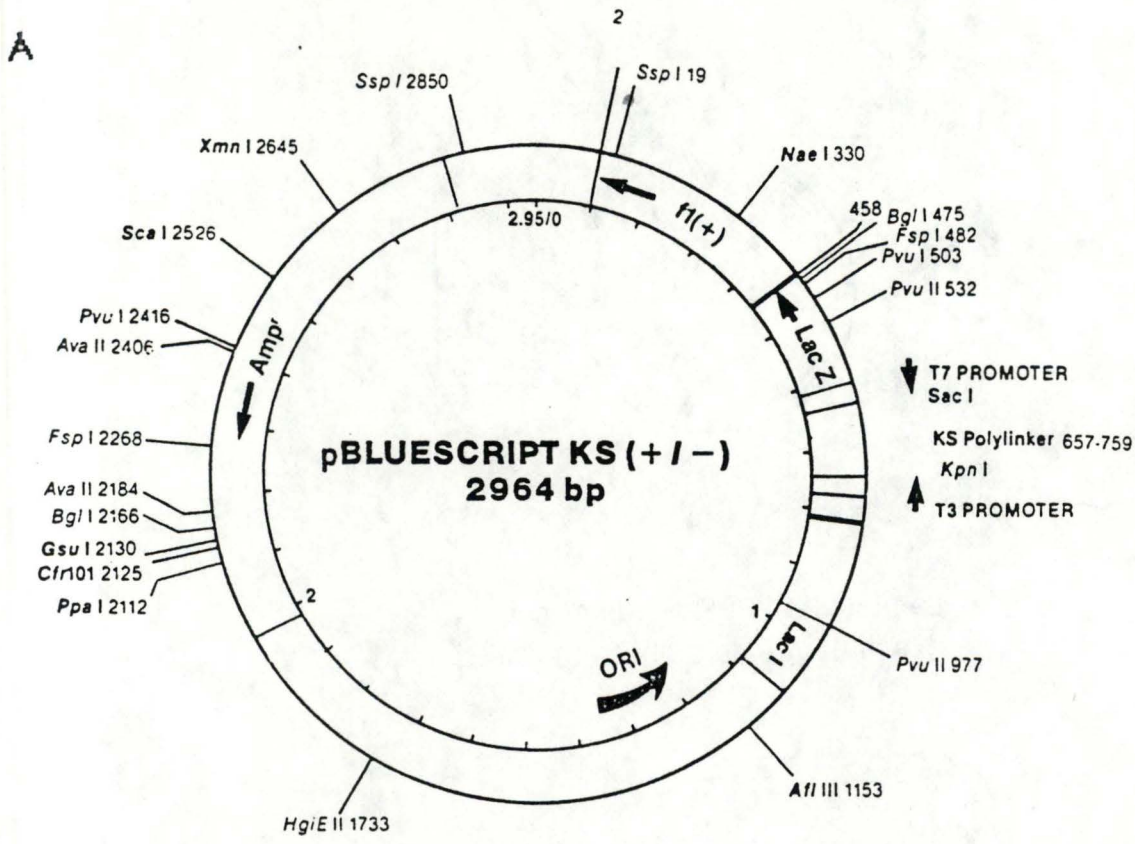 A
2
Ssp I 19
Ssp I 2850
Xmn I 2645
Nae I 330
2.95/0
f1(+)
458
Bgl I 475
Fsp I 482
Pvu I 503
Pvu II 532
Sca I 2526
Pvu I 2416
Ava II 2406
Ampr
Lac Z
T7 PROMOTER
Sac I
KS Polylinker 657-759
Kpn I
T3 PROMOTER
Fsp I 2268
pBLUESCRIPT KS (+/-)
2964 bp
Ava II 2184
Bgl I 2166
Gsu I 2130
Cfr101 2125
Ppa I 2112
2
1
Lac I
Pvu II 977
ORI
Afl III 1153
HgiE II 1733